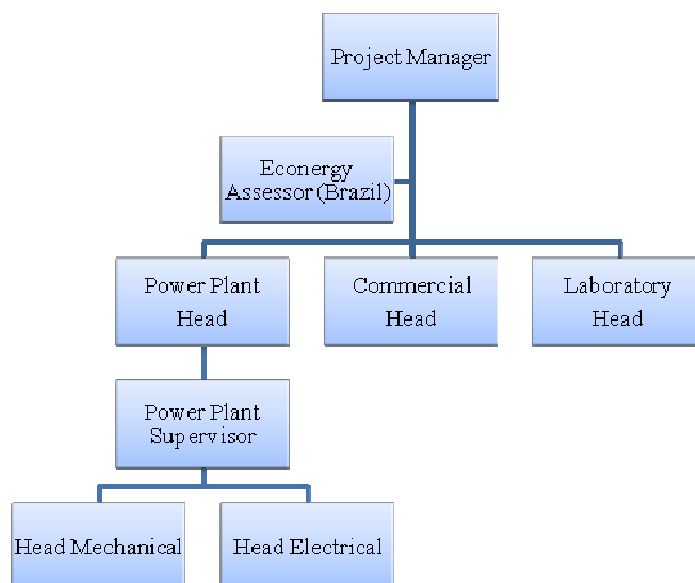 Project Manager
Econergy
Assessor (Brazil)
Power Plant
Head
Commercial
Head
Laboratory
Head
Power Plant
Supervisor
Head Mechanical
Head Electrical